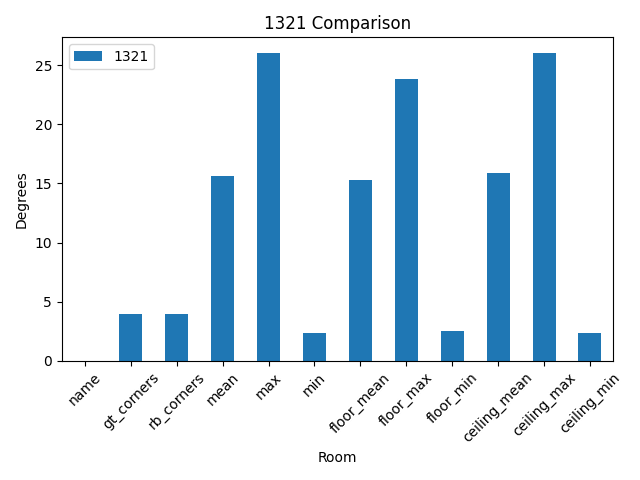 1321 Comparison
1321
25
20
15
10
5
0
Degrees
name
gt_corners
rb_corners
mean
max
min
floor_mean
floor_max
floor_min
ceiling_mean
ceiling_max
ceiling_min
Room